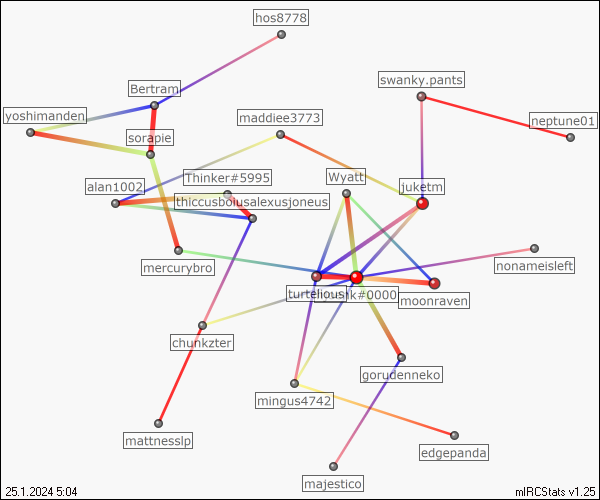 hos8778
swanky.pants
Bertram
yoshimanden
maddiee3773
neptune01
sorapie
Thinker#5995
Wyatt
alan1002
juketm
thiccusboiusalexusjoneus
mercurybro
nonameisleft
turtelious
#0000
moonraven
chunkzter
gorudenneko
mingus4742
mattnesslp
edgepanda
majestico
25.1.2024 5:04
mIRCStats v1.25